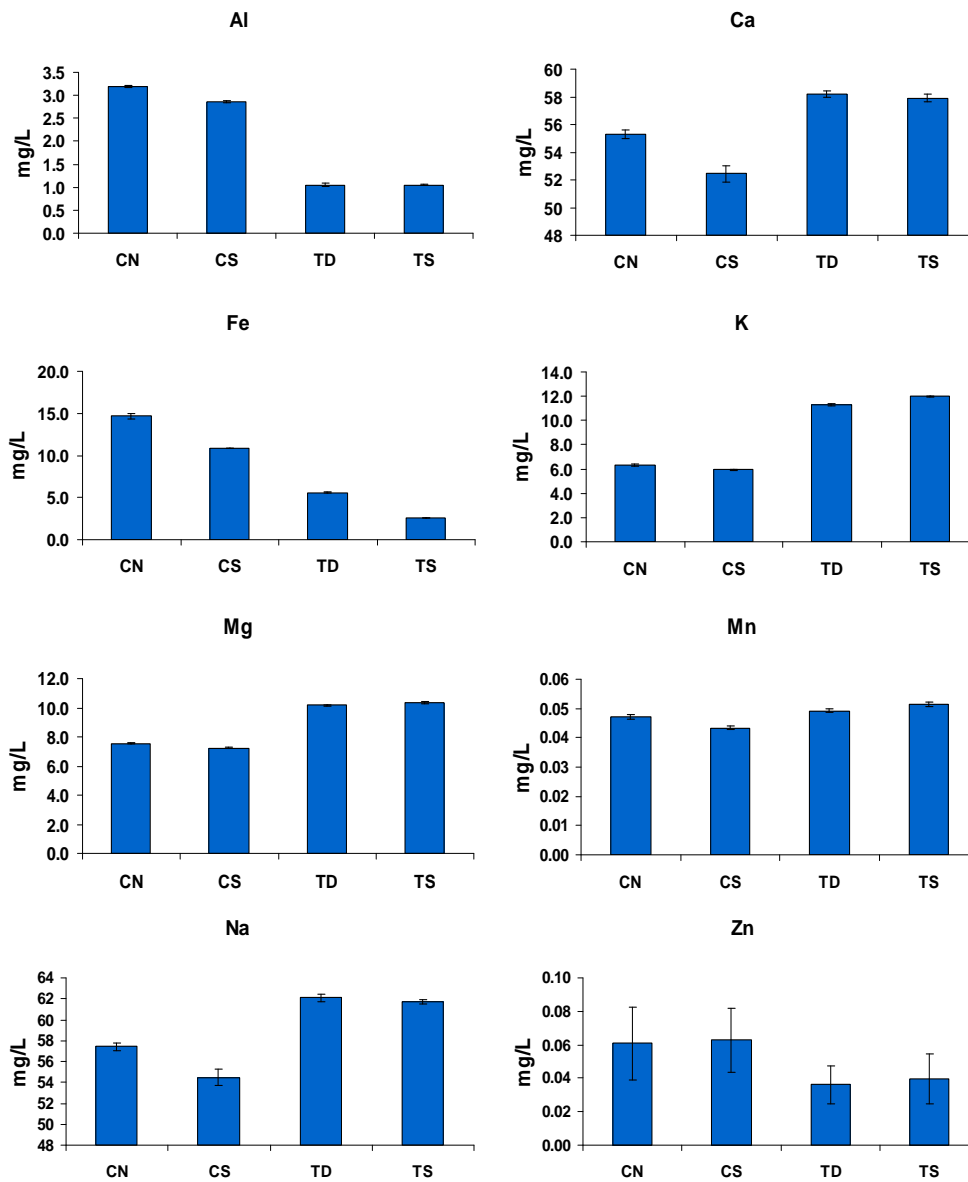 Al
3.5
3.0
2.5
2.0
1.5
1.0
0.5
0.0
mg/L
CN CS TD TS
Ca
60
58
56
54
52
50
48
mg/L
CN CS TD TS
Fe
20.0
15.0
10.0
5.0
0.0
mg/L
CN CS TD TS
K
14.0
12.0
10.0
8.0
6.0
4.0
2.0
0.0
mg/L
CN CS TD TS
Mg
12.0
10.0
8.0
6.0
4.0
2.0
0.0
mg/L
CN CS TD TS
Mn
0.06
0.05
0.04
0.03
0.02
0.01
0.00
mg/L
CN CS TD TS
Na
64
62
60
58
56
54
52
50
48
mg/L
CN CS TD TS
Zn
0.10
0.08
0.06
0.04
0.02
0.00
mg/L
CN CS TD TS